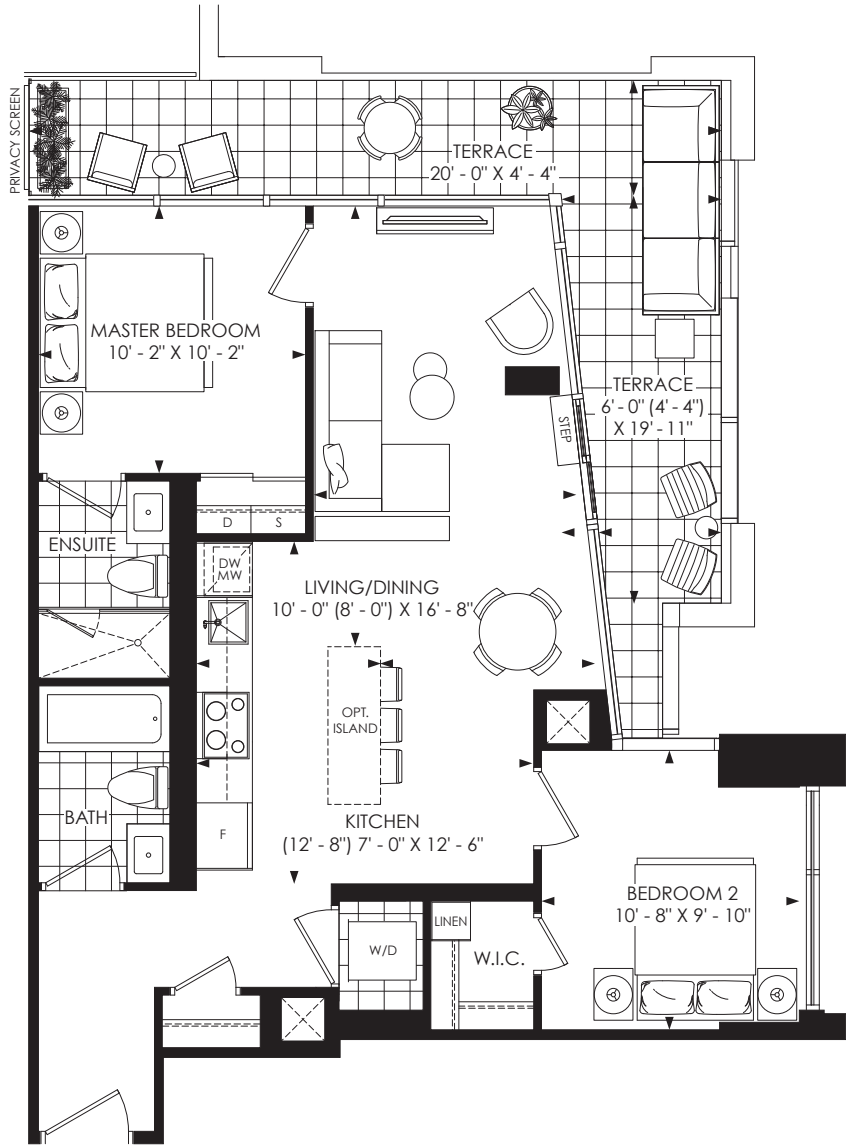 PRIVACY SCREEN
TERRACE
20' - 0" X 4' - 4"
MASTER BEDROOM
10' - 2" X 10' - 2"
TERRACE
6' - 0" (4' - 4")
X 19' - 11"
STEP
D
S
ENSUITE
DW
MW
LIVING/DINING
10' - 0" (8' - 0") X 16' - 8"
OPT.
ISLAND
BATH
F
KITCHEN
(12' - 8") 7' - 0" X 12' - 6"
BEDROOM 2
10' - 8" X 9' - 10"
LINEN
W/D
W.I.C.